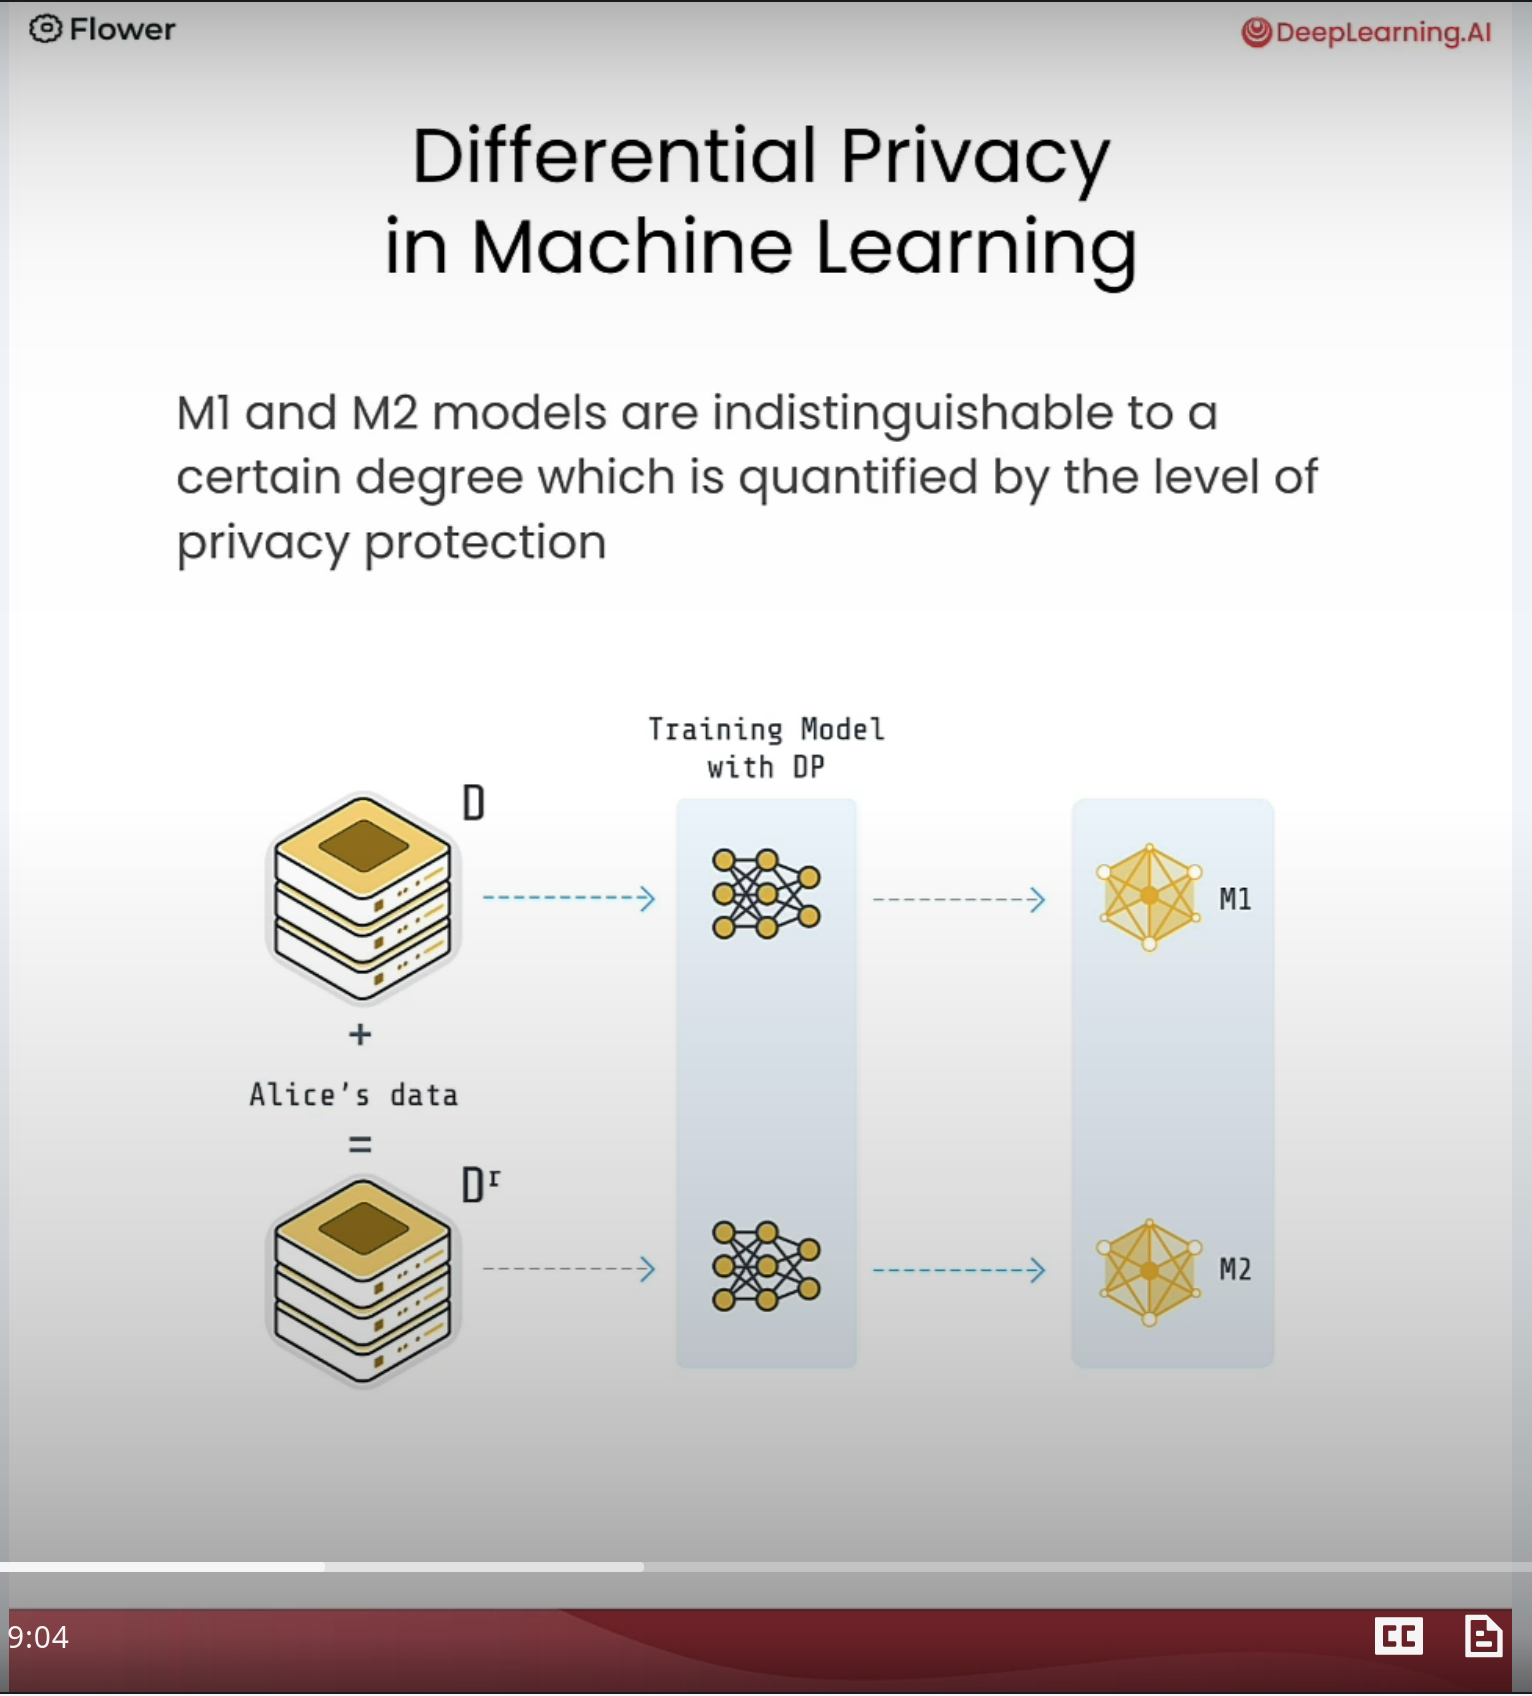 Flower
DeepLearning.AI
Differential Privacy
in Machine Learning
M1 and M2 models are indistinguishable to a
certain degree which is quantified by the level of
privacy protection
Training Model
with DP
D
M1
+
Alice's data
=
Dʳ
M2
9:04
CC